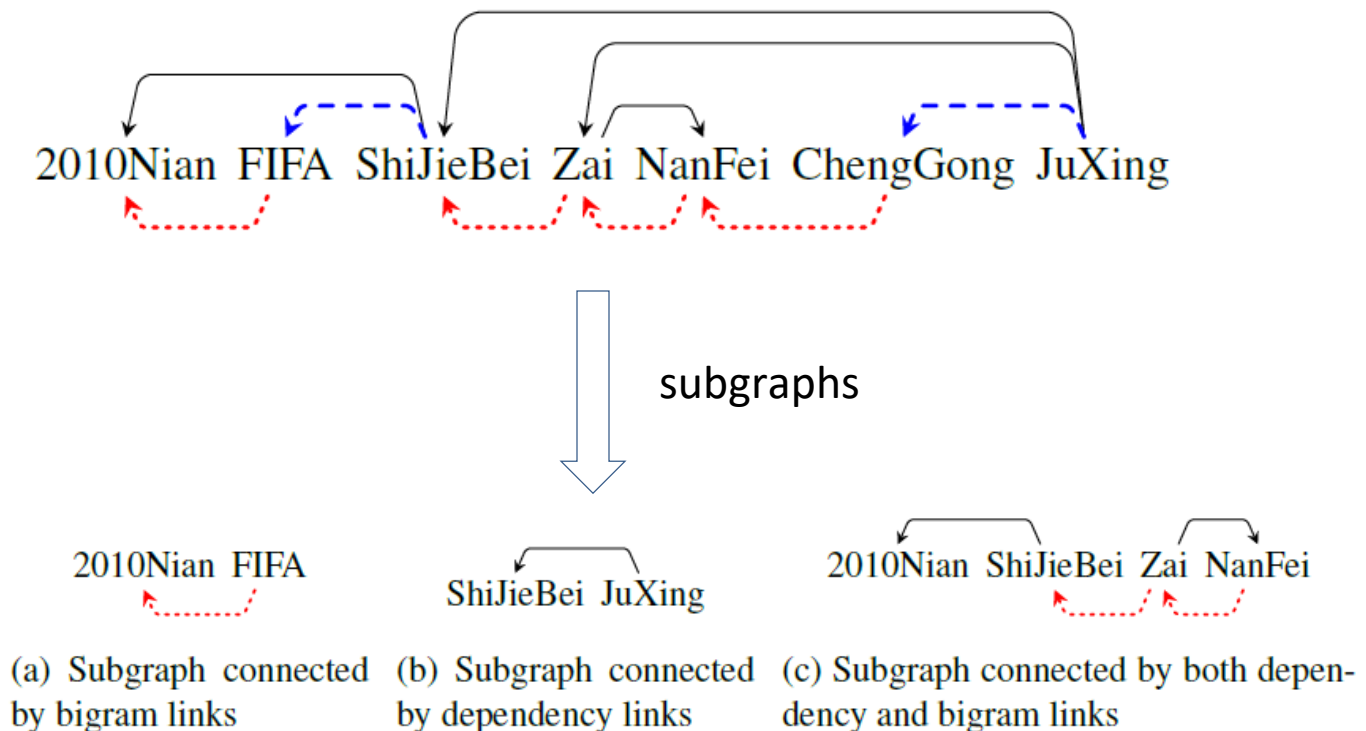 2010Nian FIFA ShiJieBei Zai NanFei ChengGong JuXing
subgraphs
2010Nian FIFA
ShiJieBei JuXing
2010Nian ShiJieBei Zai NanFei
(a) Subgraph connected
by bigram links
(b) Subgraph connected
by dependency links
(c) Subgraph connected by both depen-
dency and bigram links